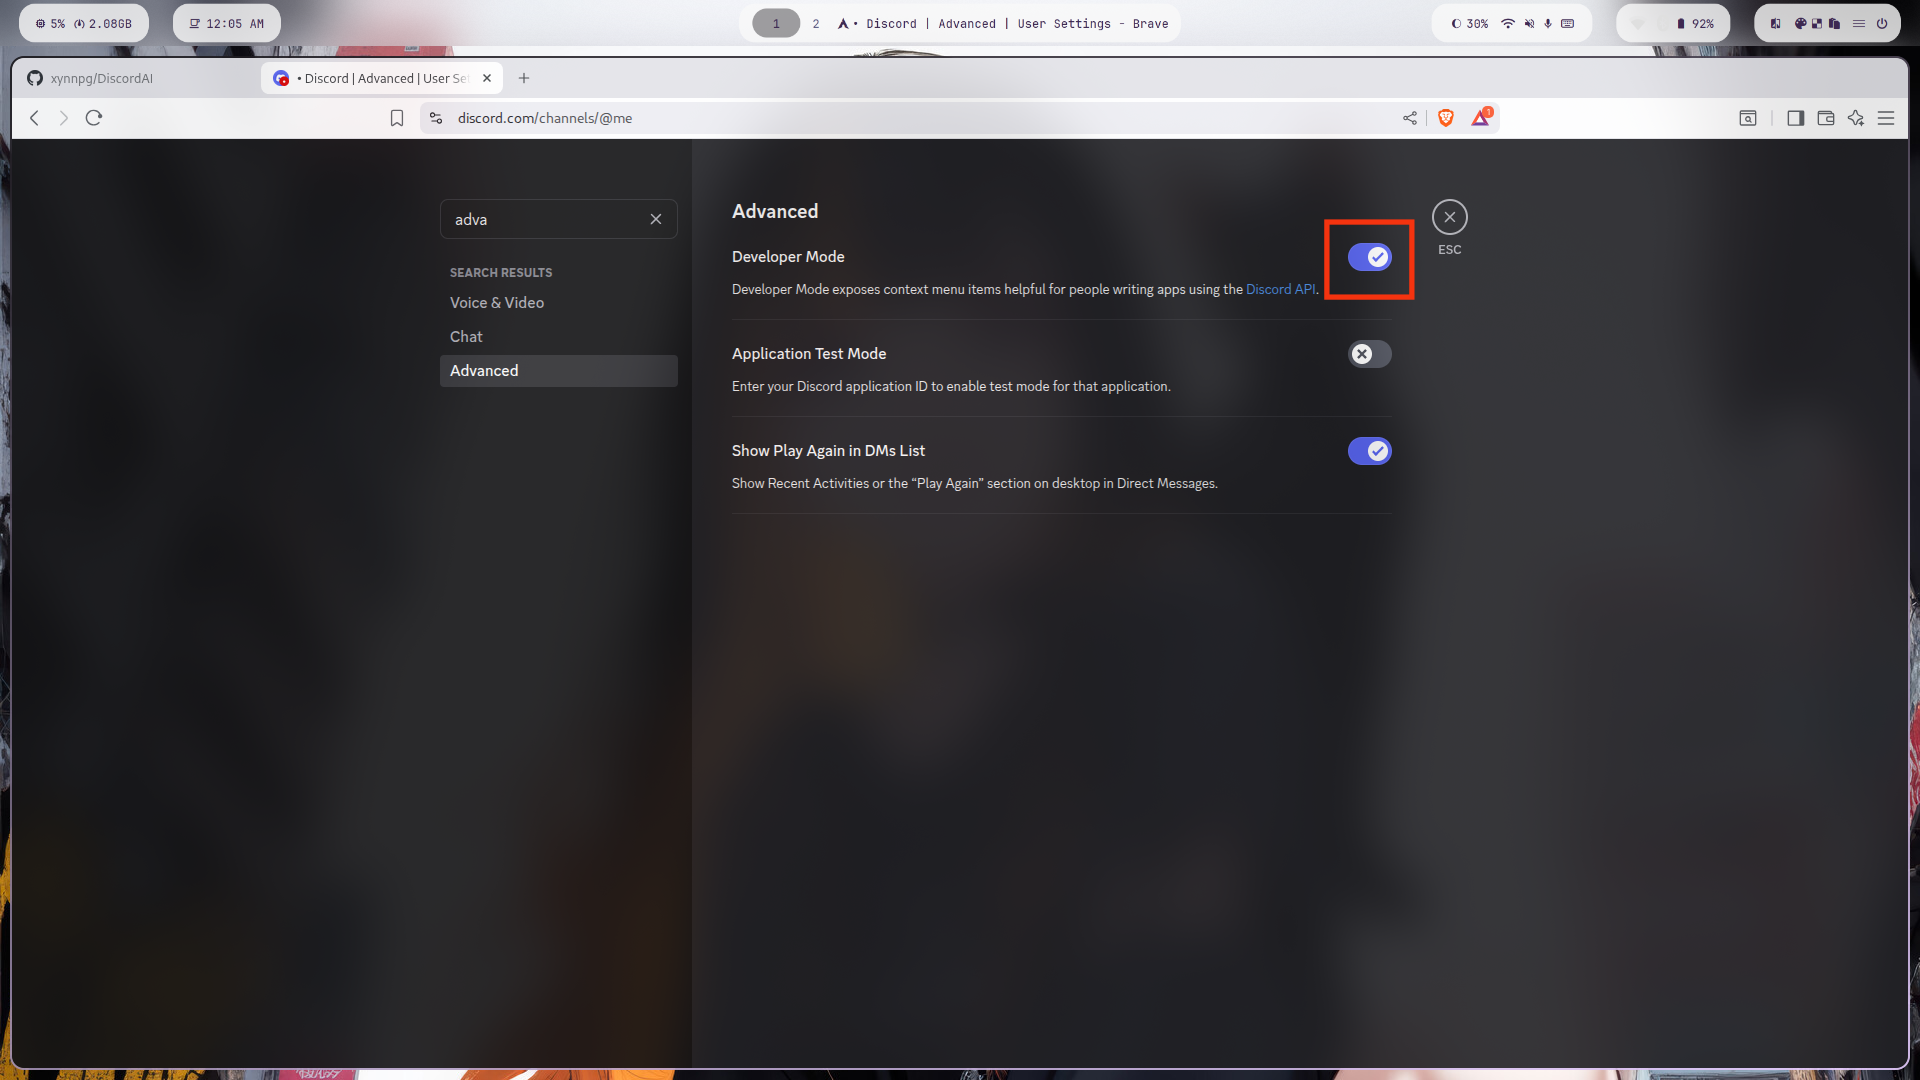 5% 2.08GB
12:05 AM
1 2 • Discord | Advanced | User Settings - Brave
30%
92%
xynnpg/DiscordAI
• Discord | Advanced | User Se
discord.com/channels/@me
1
adva
SEARCH RESULTS
Voice & Video
Chat
Advanced
Advanced
Developer Mode
Developer Mode exposes context menu items helpful for people writing apps using the Discord API.
Application Test Mode
Enter your Discord application ID to enable test mode for that application.
Show Play Again in DMs List
Show Recent Activities or the “Play Again” section on desktop in Direct Messages.
ESC